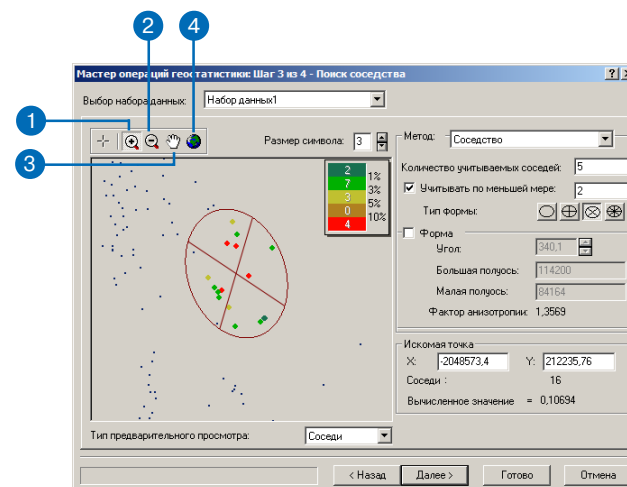 2
4
Мастер операций геостатистики: Шаг 3 из 4 - Поиск соседства
Выбор набора данных: Набор данных1
1
3
Размер символа: 3
2
7
3
0
4
1%
3%
5%
10%
Метод: Соседство
Количество учитываемых соседей: 5
Учитывать по меньшей мере: 2
Тип формы:
Форма
Угол: 340,1
Большая полуось: 114200
Малая полуось: 84164
Фактор анизотропии: 1,3569
Искомая точка
X: -2048573,4 Y: 212235,76
Соседи : 16
Вычисленное значение = 0,10694
Тип предварительного просмотра: Соседи
< Назад Далее > Готово Отмена